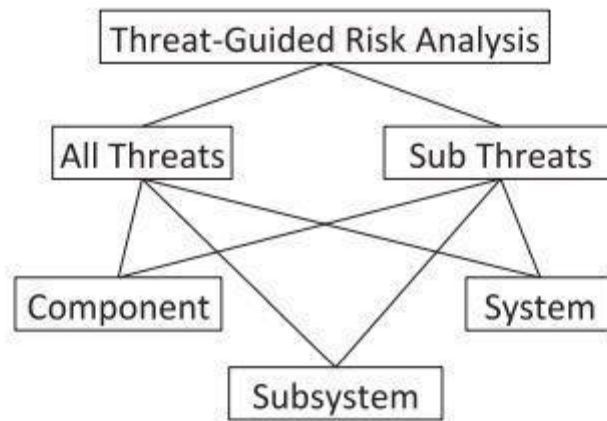 Threat-Guided Risk Analysis
All Threats
Sub Threats
Component
System
Subsystem